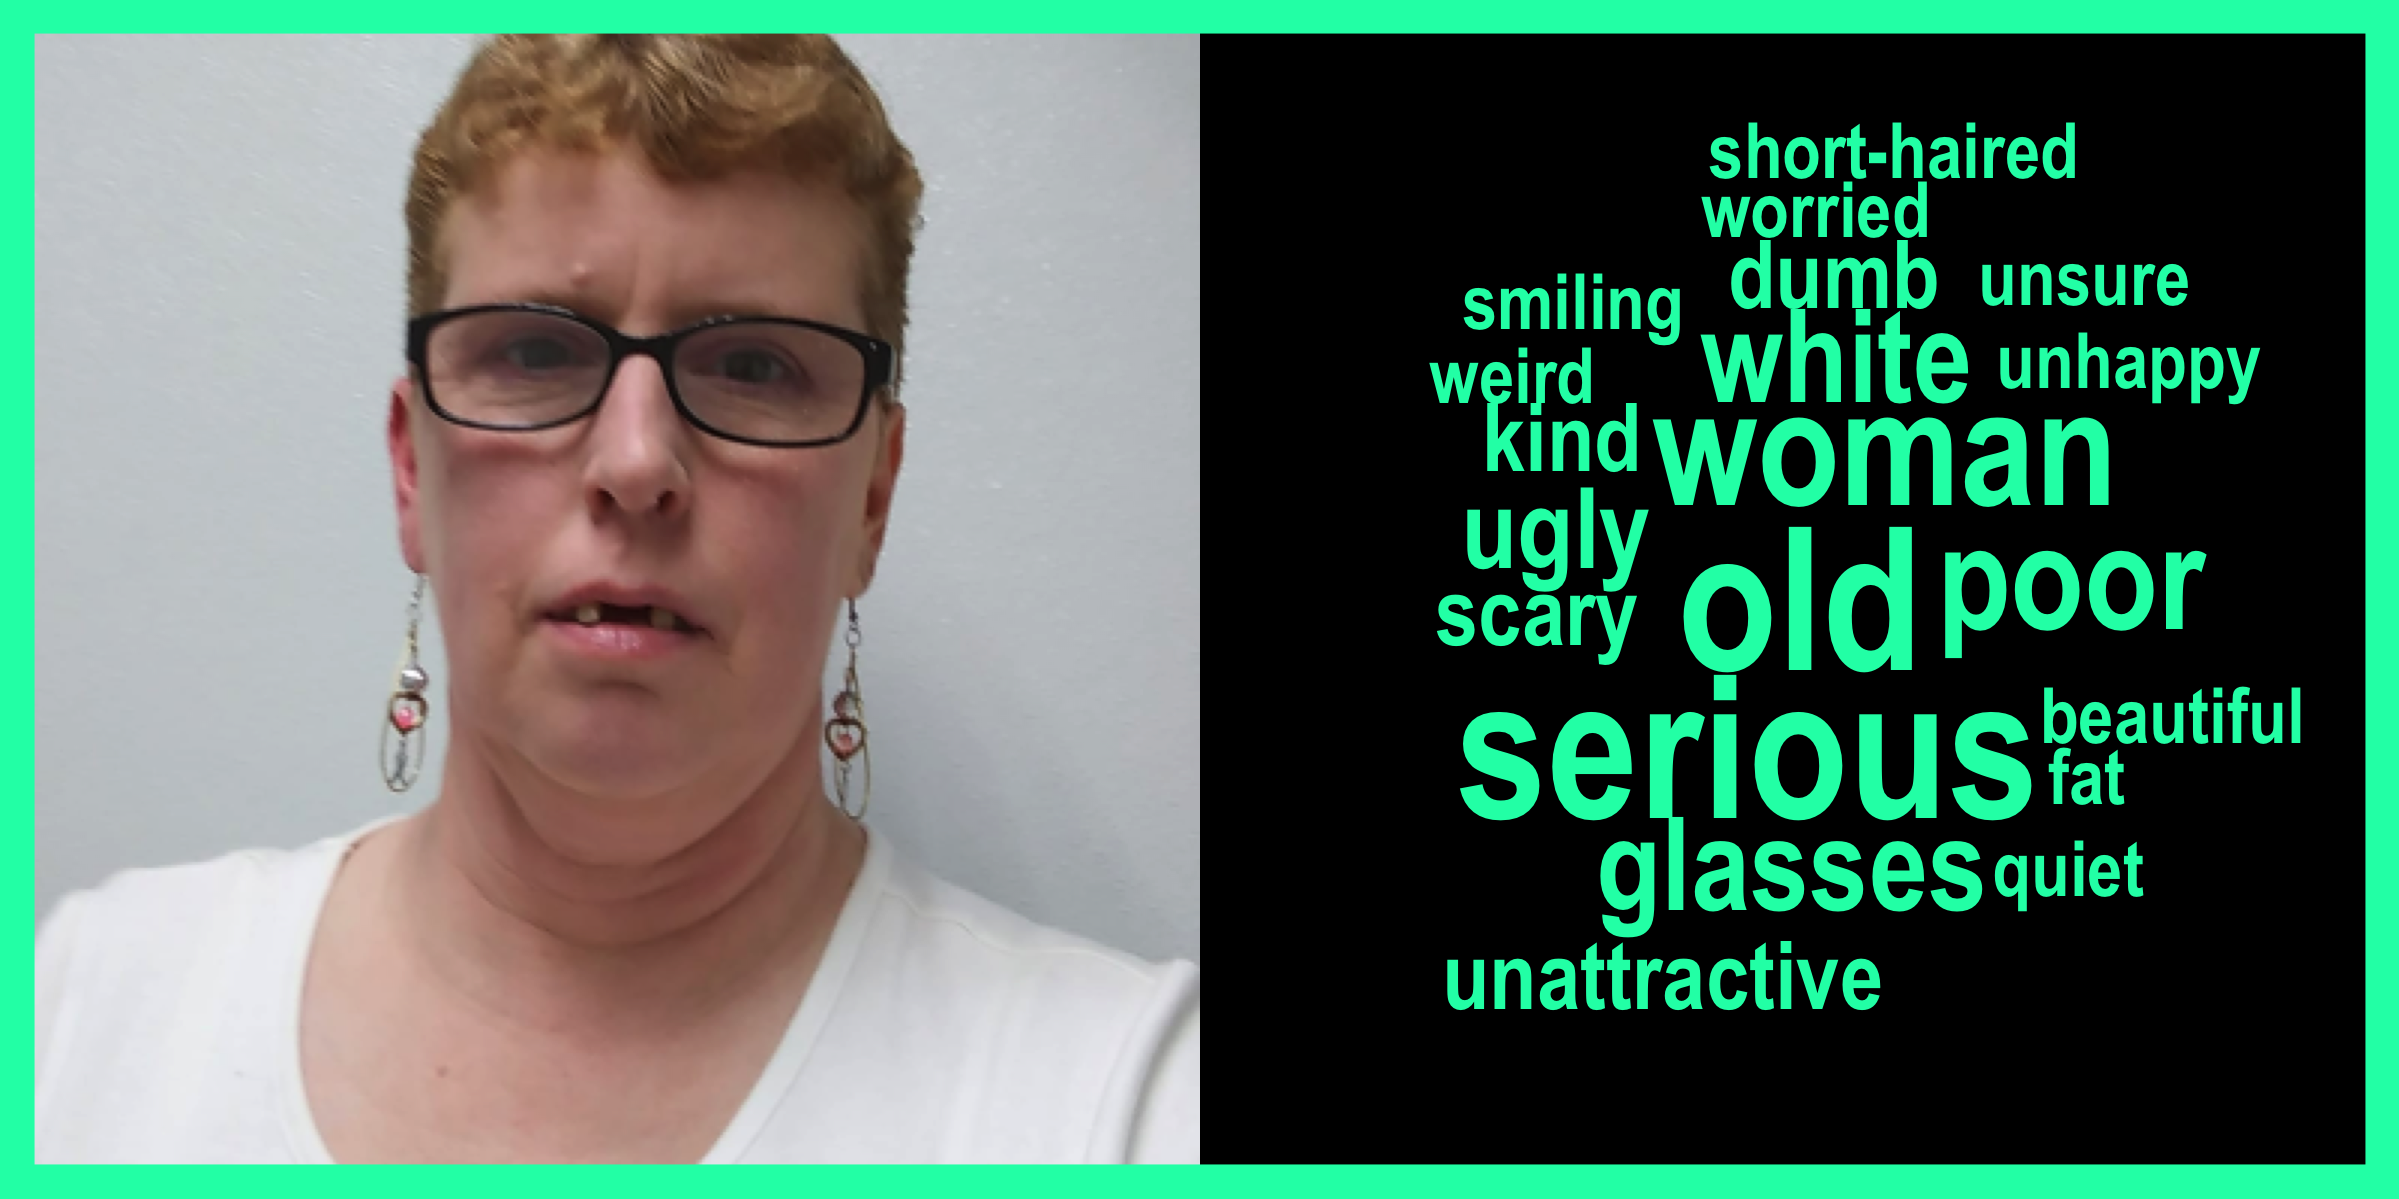 short-haired
worried
dumb unsure
smiling
white unhappy
weird
kind woman
ugly
old poor
scary
serious beautiful
fat
glasses quiet
unattractive